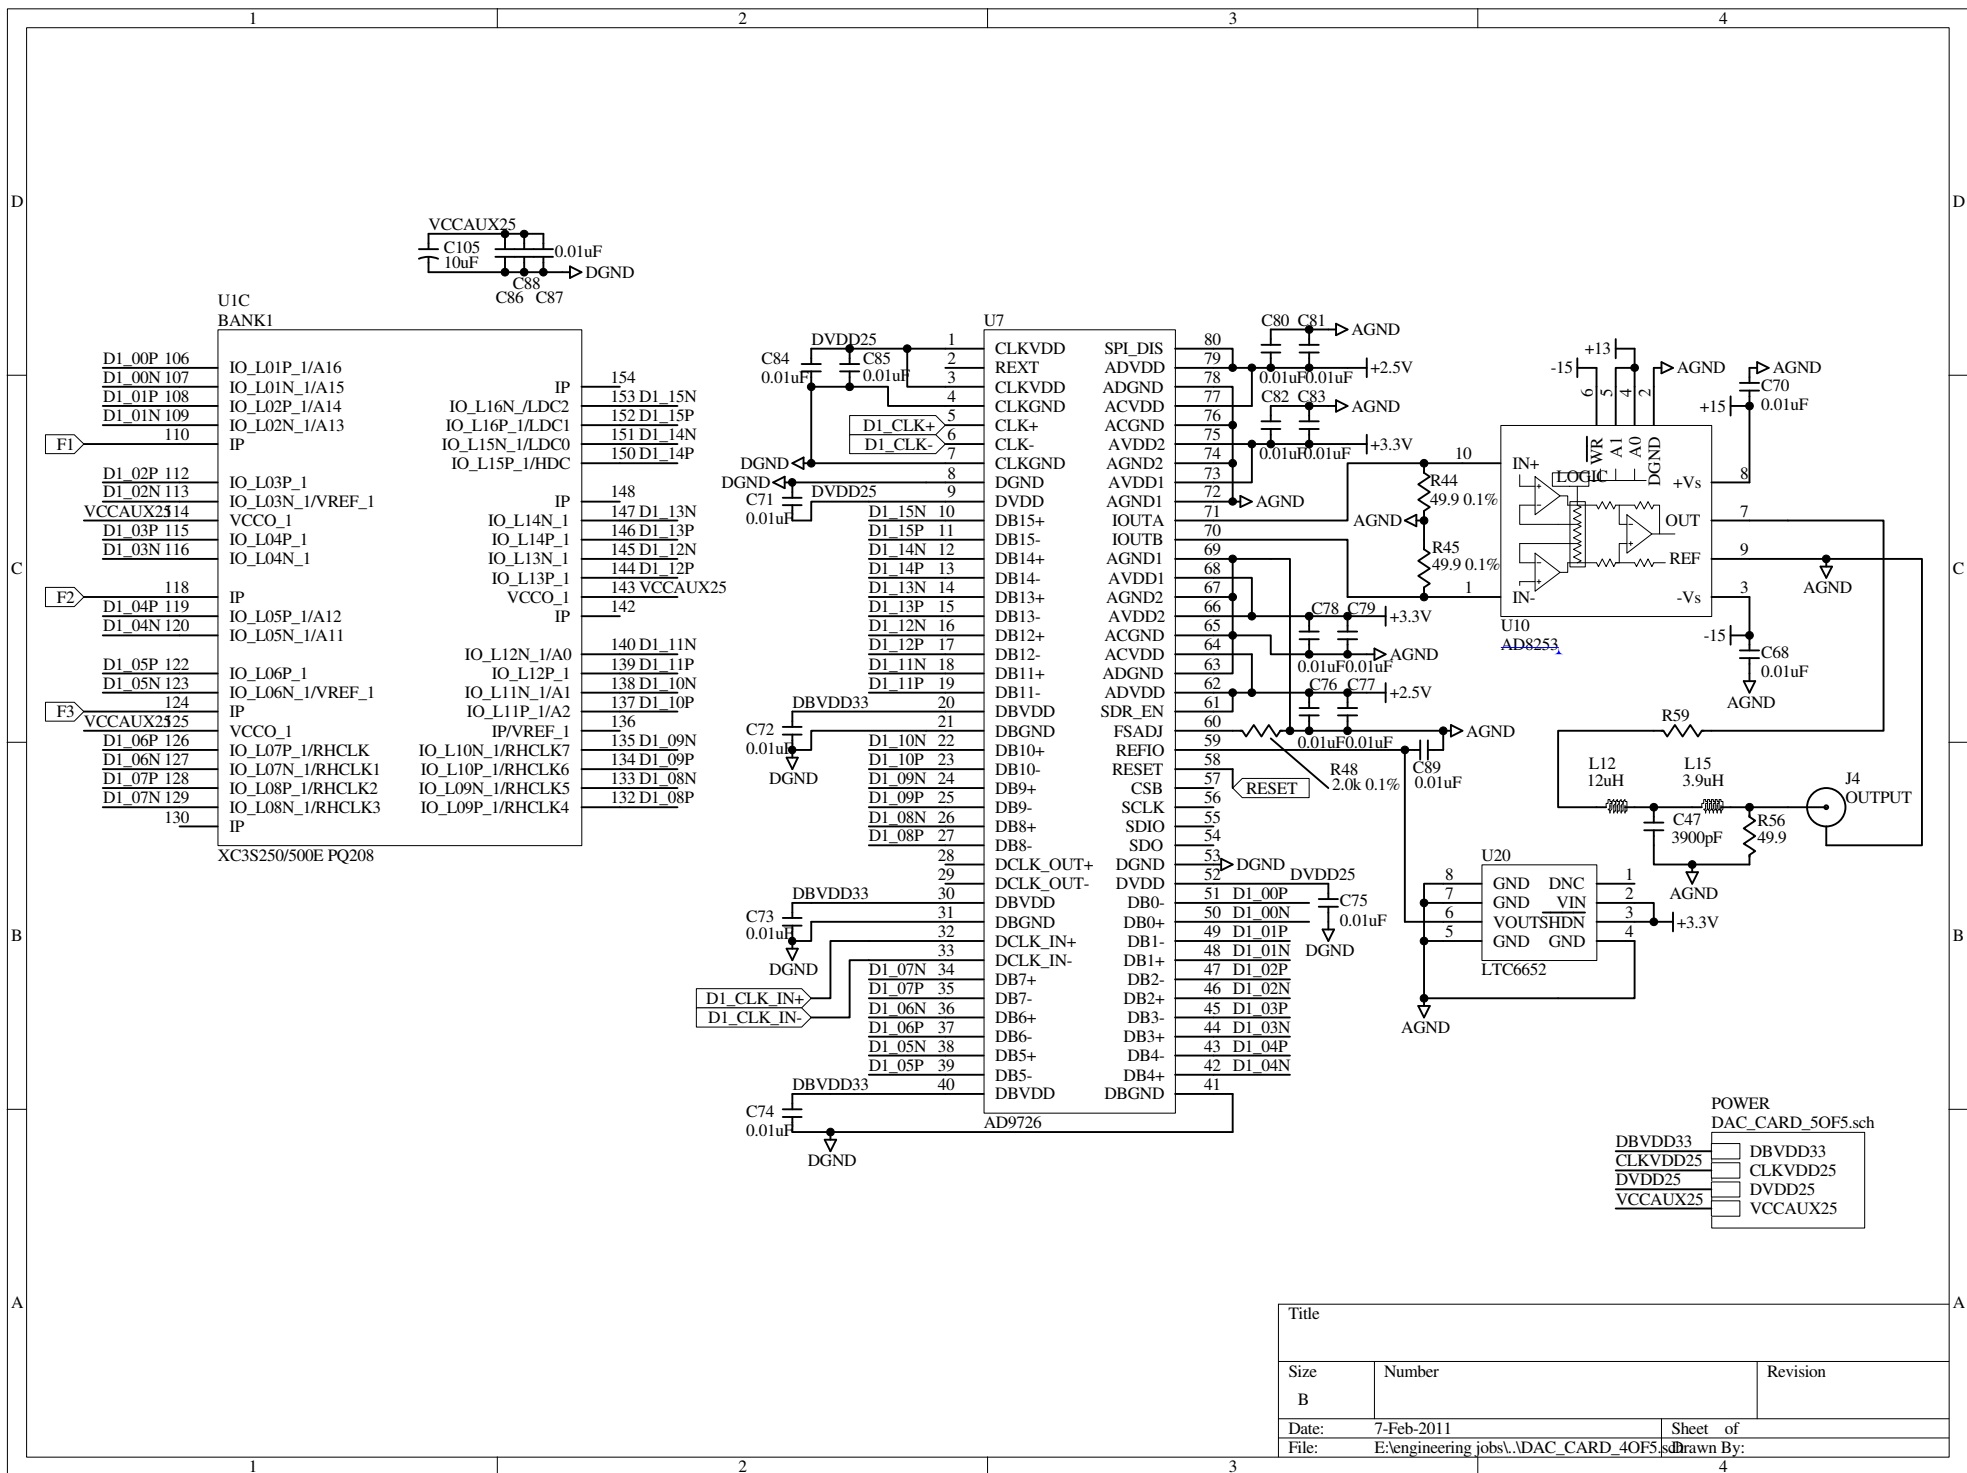 1 2 3 4
D D
C C
B B
A A
1 2 3 4
VCCAUX25
C105
10uF
0.01uF
DGND
C88
C86 C87
U1C
BANK1
D1_00P 106 IO_L01P_1/A16
D1_00N 107 IO_L01N_1/A15
D1_01P 108 IO_L02P_1/A14
D1_01N 109 IO_L02N_1/A13
F1 110 IP
D1_02P 112 IO_L03P_1
D1_02N 113 IO_L03N_1/VREF_1
VCCAUX25 114 VCCO_1
D1_03P 115 IO_L04P_1
D1_03N 116 IO_L04N_1
F2 118 IP
D1_04P 119 IO_L05P_1/A12
D1_04N 120 IO_L05N_1/A11
D1_05P 122 IO_L06P_1
D1_05N 123 IO_L06N_1/VREF_1
F3 124 IP
VCCAUX25 125 VCCO_1
D1_06P 126 IO_L07P_1/RHCLK
D1_06N 127 IO_L07N_1/RHCLK1
D1_07P 128 IO_L08P_1/RHCLK2
D1_07N 129 IO_L08N_1/RHCLK3
130 IP
IP 154
IO_L16N_/LDC2 153 D1_15N
IO_L16P_1/LDC1 152 D1_15P
IO_L15N_1/LDC0 151 D1_14N
IO_L15P_1/HDC 150 D1_14P
IP 148
IO_L14N_1 147 D1_13N
IO_L14P_1 146 D1_13P
IO_L13N_1 145 D1_12N
IO_L13P_1 144 D1_12P
VCCO_1 143 VCCAUX25
IP 142
IO_L12N_1/A0 140 D1_11N
IO_L12P_1 139 D1_11P
IO_L11N_1/A1 138 D1_10N
IO_L11P_1/A2 137 D1_10P
IP/VREF_1 136
IO_L10N_1/RHCLK7 135 D1_09N
IO_L10P_1/RHCLK6 134 D1_09P
IO_L09N_1/RHCLK5 133 D1_08N
IO_L09P_1/RHCLK4 132 D1_08P
XC3S250/500E PQ208
U7
DVDD25 1 CLKVDD
2 REXT
3 CLKVDD
4 CLKGND
D1_CLK+ 5 CLK+
D1_CLK- 6 CLK-
DGND 7 CLKGND
DGND 8 DGND
DVDD25 9 DVDD
D1_15N 10 DB15+
D1_15P 11 DB15-
D1_14N 12 DB14+
D1_14P 13 DB14-
D1_13N 14 DB13+
D1_13P 15 DB13-
D1_12N 16 DB12+
D1_12P 17 DB12-
D1_11N 18 DB11+
D1_11P 19 DB11-
DBVDD33 20 DBVDD
21 DBGND
D1_10N 22 DB10+
D1_10P 23 DB10-
D1_09N 24 DB9+
D1_09P 25 DB9-
D1_08N 26 DB8+
D1_08P 27 DB8-
28 DCLK_OUT+
29 DCLK_OUT-
DBVDD33 30 DBVDD
31 DBGND
32 DCLK_IN+
33 DCLK_IN-
D1_07N 34 DB7+
D1_07P 35 DB7-
D1_06N 36 DB6+
D1_06P 37 DB6-
D1_05N 38 DB5+
D1_05P 39 DB5-
DBVDD33 40 DBVDD
D1_CLK_IN+
D1_CLK_IN-
C84
0.01uF
C85
0.01uF
C71
0.01uF
C72
0.01uF
DGND
C73
0.01uF
DGND
C74
0.01uF
DGND
SPI_DIS 80
ADVDD 79
ADGND 78
ACVDD 77
ACGND 76
AVDD2 75
AGND2 74
AVDD1 73
AGND1 72 AGND
IOUTA 71
IOUTB 70
AGND1 69
AVDD1 68
AGND2 67
AVDD2 66
ACGND 65
ACVDD 64
ADGND 63
ADVDD 62
SDR_EN 61
FSADJ 60
REFIO 59
RESET 58
CSB 57
SCLK 56
SDIO 55
SDO 54
DGND 53 DGND
DVDD 52 DVDD25
DB0- 51 D1_00P
DB0+ 50 D1_00N
DB1- 49 D1_01P
DB1+ 48 D1_01N
DB2- 47 D1_02P
DB2+ 46 D1_02N
DB3- 45 D1_03P
DB3+ 44 D1_03N
DB4- 43 D1_04P
DB4+ 42 D1_04N
DBGND 41
AD9726
C80 C81 AGND
0.01uF 0.01uF +2.5V
C82 C83 AGND
0.01uF 0.01uF +3.3V
C78 C79 +3.3V
0.01uF 0.01uF AGND
C76 C77 +2.5V
0.01uF 0.01uF AGND
R48
2.0k 0.1%
C89
0.01uF
RESET
C75
0.01uF
DGND
R44
49.9 0.1%
AGND
R45
49.9 0.1%
+13
-15
6 5 4 2
AGND
AGND
C70
0.01uF
+15
10 IN+
1 IN-
WR A1 A0 DGND
LOGIC
+Vs 8
OUT 7
REF 9
-Vs 3
AGND
U10
AD8253
-15
C68
0.01uF
AGND
R59
L12
12uH
L15
3.9uH
J4
OUTPUT
C47
3900pF
R56
49.9
AGND
U20
8 GND DNC 1
7 GND VIN 2
6 VOUT SHDN 3 +3.3V
5 GND GND 4
LTC6652
AGND
POWER
DAC_CARD_5OF5.sch
DBVDD33 DBVDD33
CLKVDD25 CLKVDD25
DVDD25 DVDD25
VCCAUX25 VCCAUX25
Title
Size Number Revision
B
Date: 7-Feb-2011 Sheet of
File: E:\engineering jobs\..\DAC_CARD_4OF5.sch Drawn By: